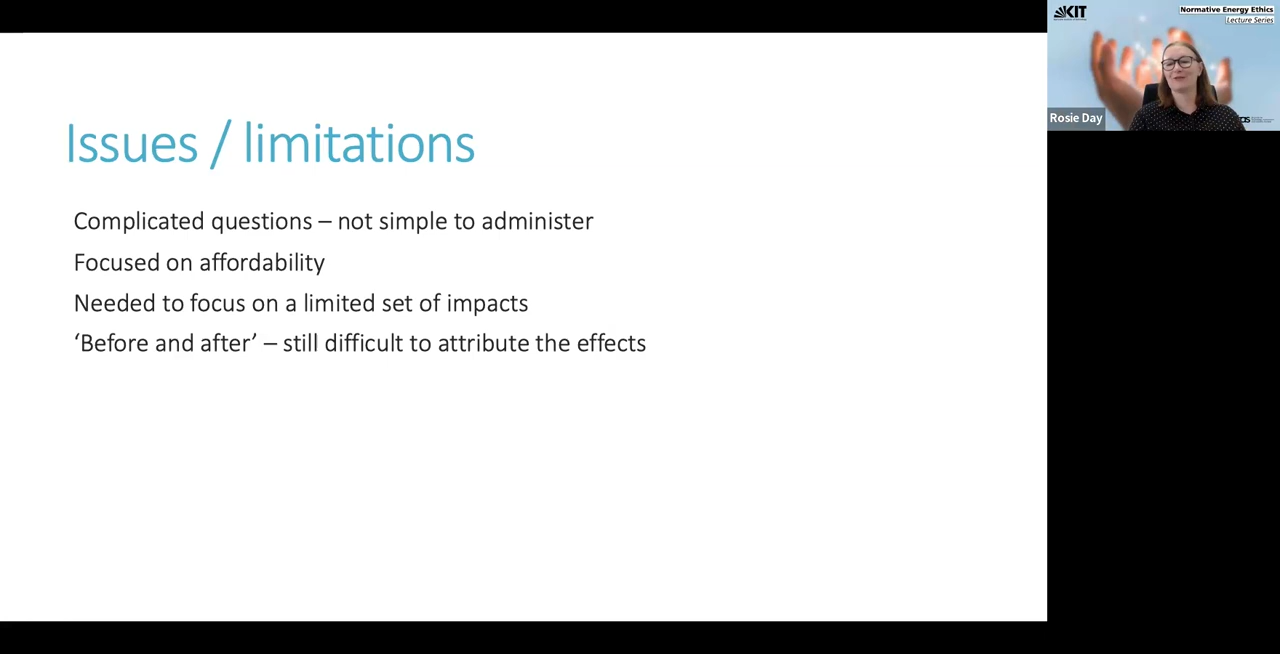 Issues / limitations
Complicated questions – not simple to administer
Focused on affordability
Needed to focus on a limited set of impacts
‘Before and after’ – still difficult to attribute the effects
KIT
Normative Energy Ethics
Lecture Series
Rosie Day